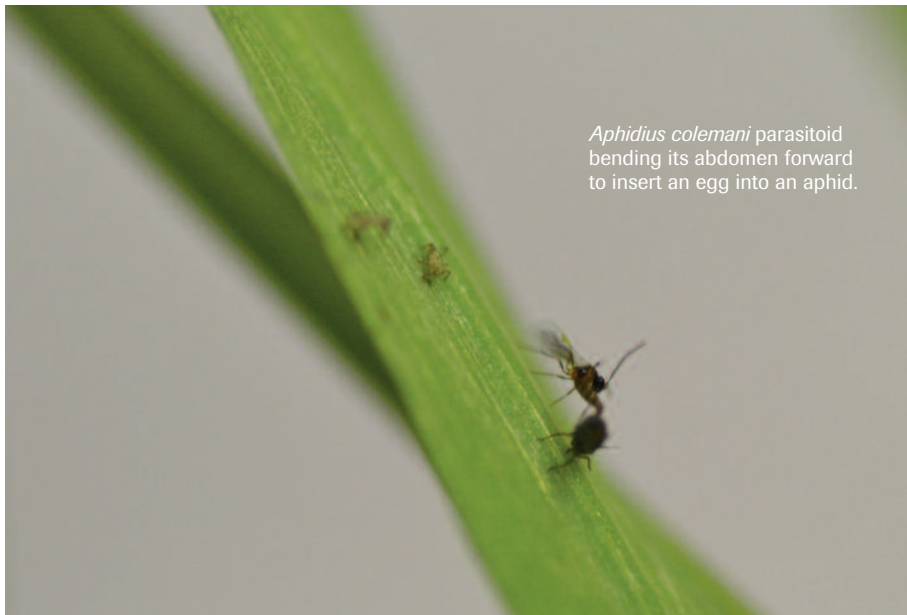 Aphidius colemani parasitoid
bending its abdomen forward
to insert an egg into an aphid.